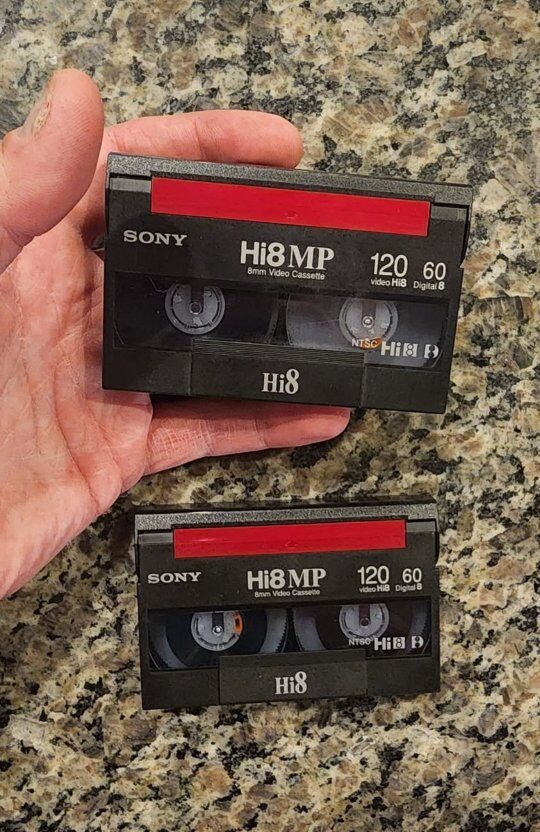 SONY
Hi8 MP
8mm Video Cassette
120 60
video Hi8 Digital 8
NTSC Hi8
Hi8
SONY
Hi8 MP
8mm Video Cassette
120 60
video Hi8 Digital 8
NTSC Hi8
Hi8